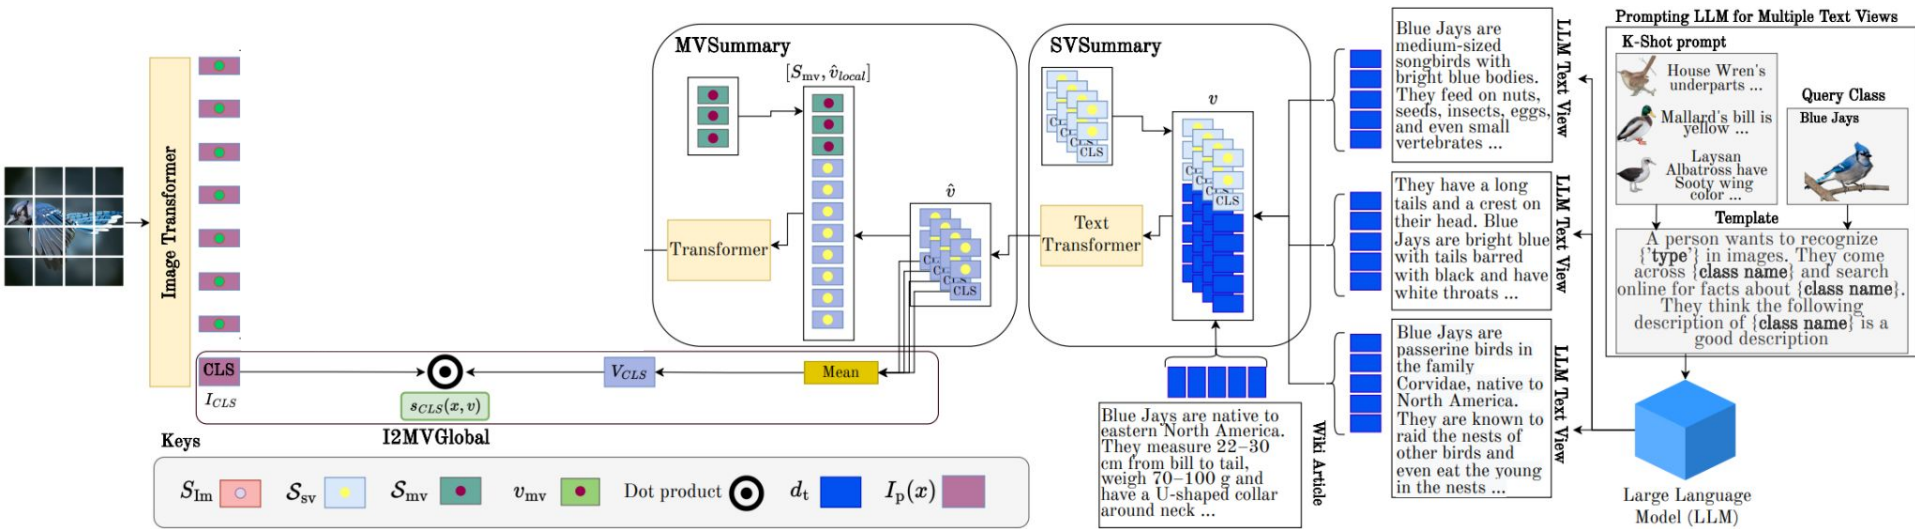 Image Transformer
CLS
I_CLS
s_CLS(x, v)
I2MVGlobal
V_CLS
Mean
MVSummary
[S_mv, v̂_local]
Transformer
v̂
CLS
SVSummary
CLS
v
CLS
Text
Transformer
Blue Jays are native to
eastern North America.
They measure 22–30
cm from bill to tail,
weigh 70–100 g and
have a U-shaped collar
around neck ...
Wiki Article
Blue Jays are
medium-sized
songbirds with
bright blue bodies.
They feed on nuts,
seeds, insects, eggs,
and even small
vertebrates ...
LLM Text View
They have a long
tails and a crest on
their head. Blue
Jays are bright blue
with tails barred
with black and have
white throats ...
LLM Text View
Blue Jays are
passerine birds in
the family
Corvidae, native to
North America.
They are known to
raid the nests of
other birds and
even eat the young
in the nests ...
LLM Text View
Prompting LLM for Multiple Text Views
K-Shot prompt
House Wren's
underparts ...
Mallard's bill is
yellow ...
Laysan
Albatross have
Sooty wing
color ...
Query Class
Blue Jays
Template
A person wants to recognize
{'type'} in images. They come
across {class name} and search
online for facts about {class name}.
They think the following
description of {class name} is a
good description
Large Language
Model (LLM)
Keys
S_Im
S_sv
S_mv
v_mv
Dot product
d_t
I_p(x)